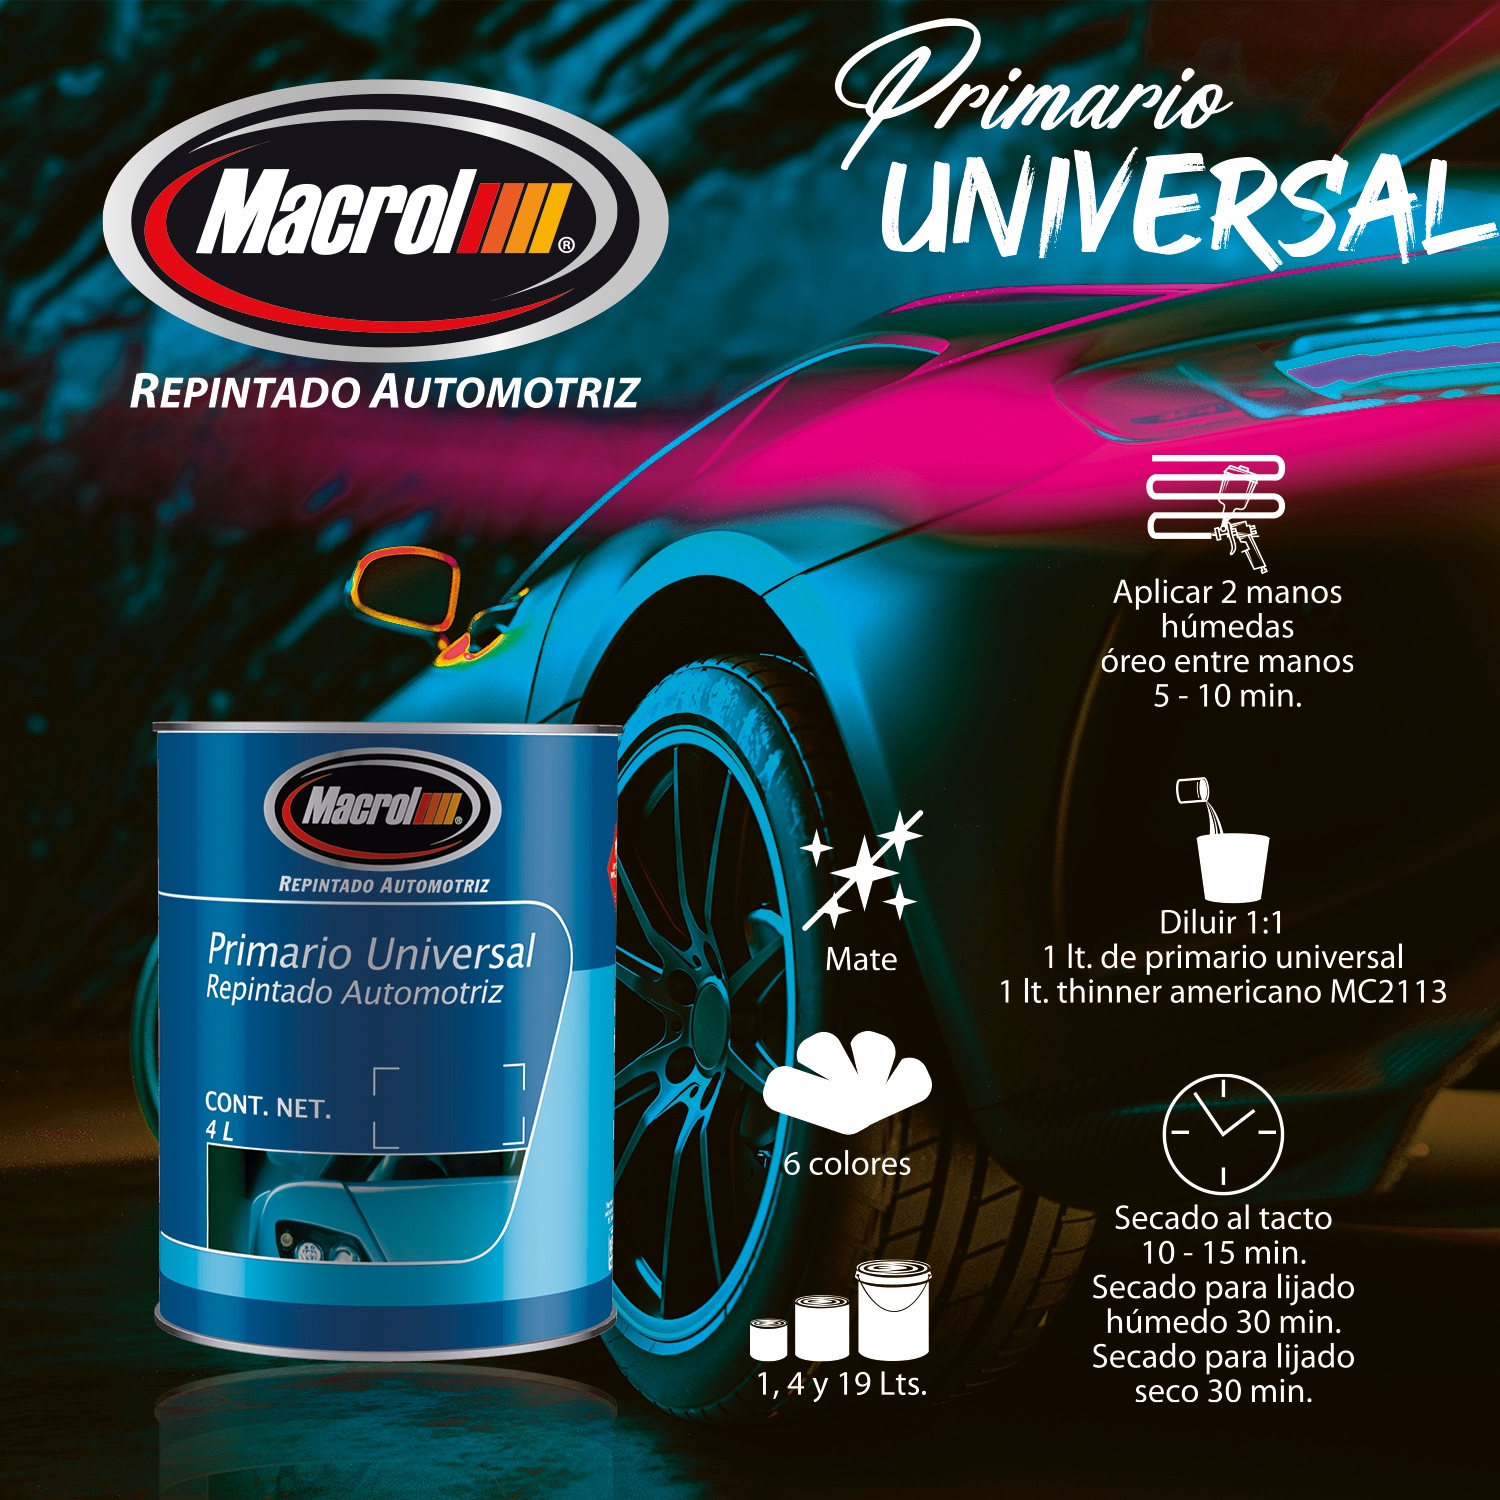 Primario
UNIVERSAL
Macrol®
REPINTADO AUTOMOTRIZ
Aplicar 2 manos
húmedas
óreo entre manos
5 - 10 min.
Diluir 1:1
1 lt. de primario universal
1 lt. thinner americano MC2113
Mate
6 colores
1, 4 y 19 Lts.
Secado al tacto
10 - 15 min.
Secado para lijado
húmedo 30 min.
Secado para lijado
seco 30 min.
Macrol®
REPINTADO AUTOMOTRIZ
Primario Universal
Repintado Automotriz
CONT. NET.
4 L